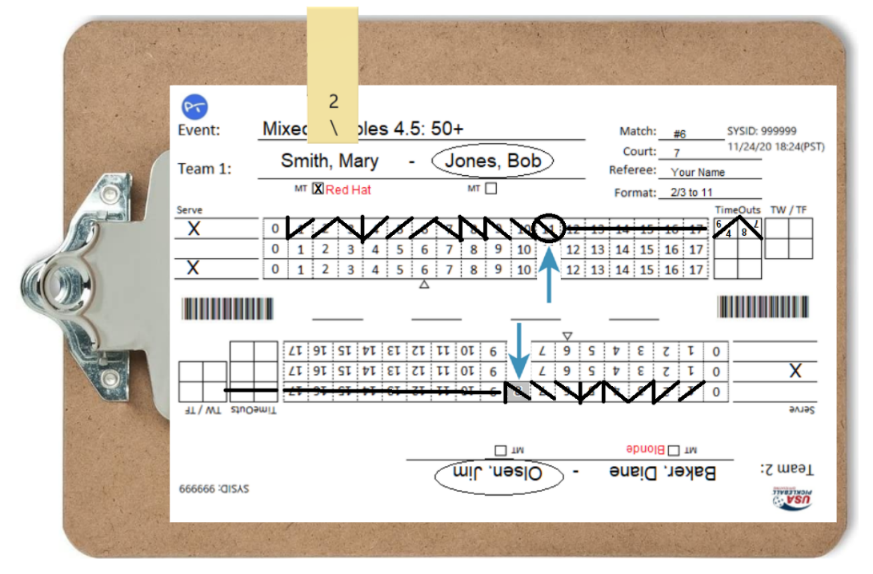 2
\
Event: Mixed bles 4.5: 50+
Match: #6 SYSID: 999999
Court: 7 11/24/20 18:24(PST)
Team 1: Smith, Mary - Jones, Bob
Referee: Your Name
MT X Red Hat MT
Format: 2/3 to 11
Serve TimeOuts TW / TF
X 0 1 2 3 4 5 6 7 8 9 10 11 12 13 14 15 16 17 6 4 8 7
0 1 2 3 4 5 6 7 8 9 10 12 13 14 15 16 17
X 0 1 2 3 4 5 6 7 8 9 10 12 13 14 15 16 17
Team 2: Baker, Diane - Olsen, Jim
MT Blonde MT
Serve
0 1 2 3 4 5 6 7 8 9 10 11 12 13 14 15 16 17
X 0 1 2 3 4 5 6 7 9 10 11 12 13 14 15 16 17
0 1 2 3 4 5 6 7 9 10 11 12 13 14 15 16 17
TimeOuts TW / TF
SYSID: 999999
USA
PICKLEBALL